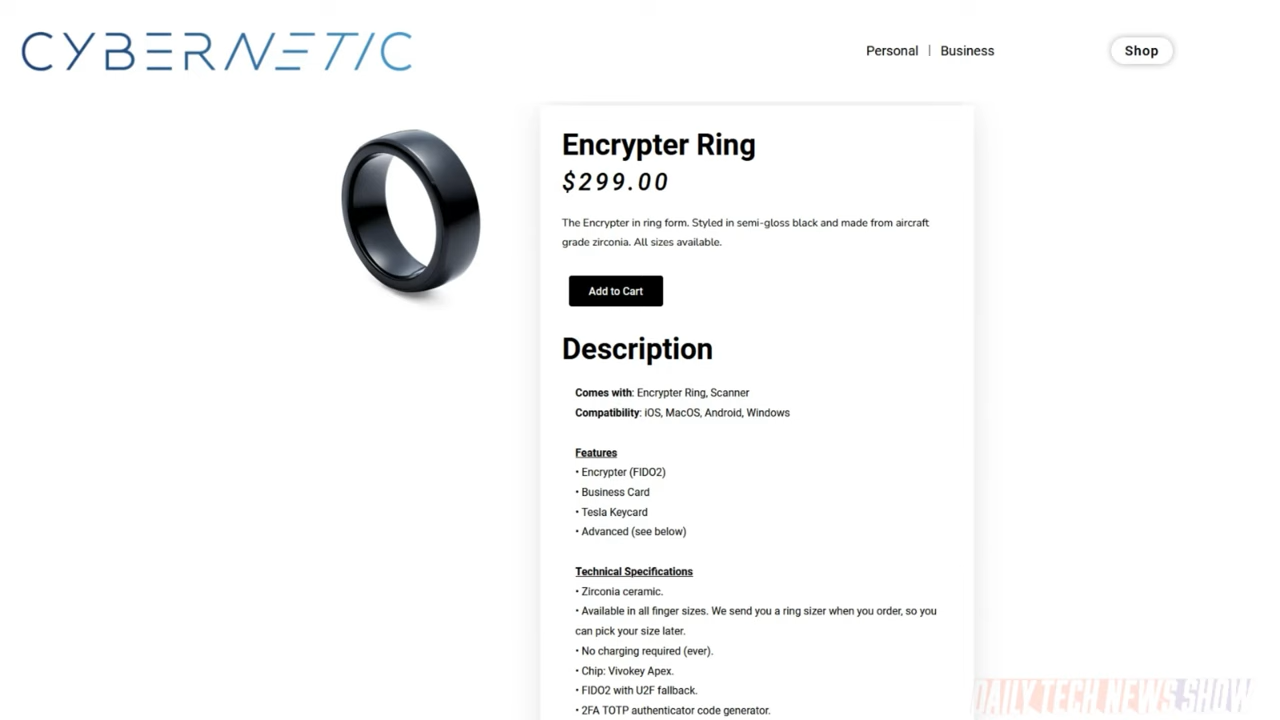 CYBERNETIC
Personal | Business
Shop
Encrypter Ring
$299.00
The Encrypter in ring form. Styled in semi-gloss black and made from aircraft
grade zirconia. All sizes available.
Add to Cart
Description
Comes with: Encrypter Ring, Scanner
Compatibility: iOS, MacOS, Android, Windows
Features
• Encrypter (FIDO2)
• Business Card
• Tesla Keycard
• Advanced (see below)
Technical Specifications
• Zirconia ceramic.
• Available in all finger sizes. We send you a ring sizer when you order, so you
can pick your size later.
• No charging required (ever).
• Chip: Vivokey Apex.
• FIDO2 with U2F fallback.
• 2FA TOTP authenticator code generator.
DAILY TECH NEWS SHOW